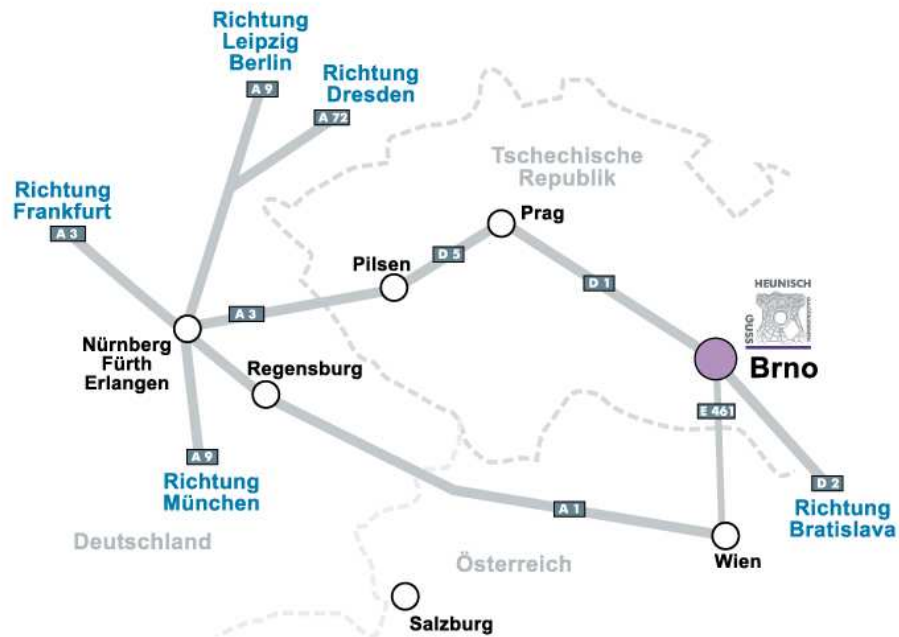 Richtung
Leipzig
Berlin
A 9
Richtung
Dresden
A 72
Tschechische
Republik
Richtung
Frankfurt
A 3
Prag
D 5
Pilsen
D 1
HEUNISCH
GUSS
A 3
Nürnberg
Fürth
Erlangen
Regensburg
Brno
E 461
A 9
Richtung
München
D 2
Richtung
Bratislava
A 1
Deutschland
Österreich
Wien
Salzburg